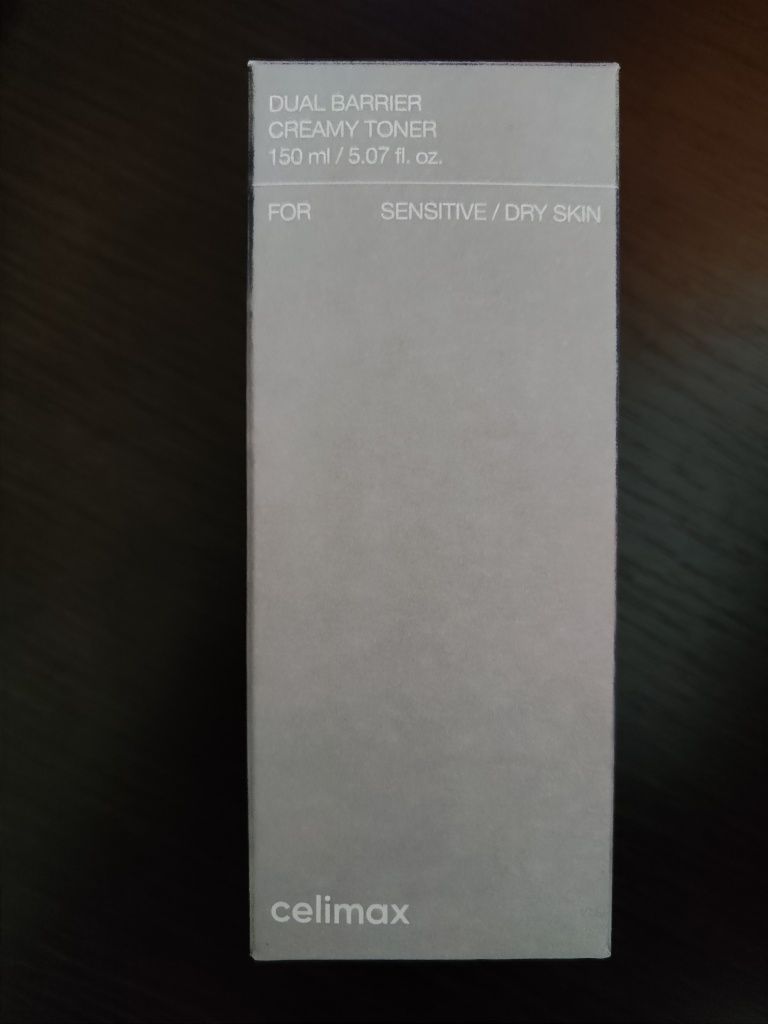 DUAL BARRIER
CREAMY TONER
150 ml / 5.07 fl. oz.
FOR SENSITIVE / DRY SKIN
celimax